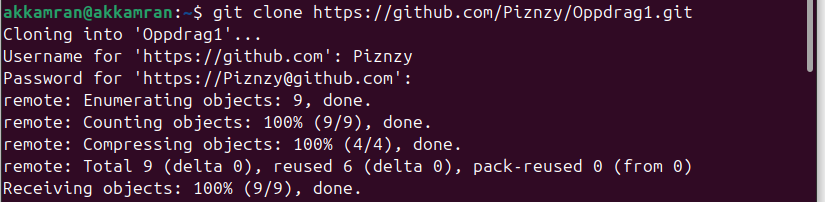 akkamran@akkamran:~$ git clone https://github.com/Piznzy/Oppdrag1.git
Cloning into 'Oppdrag1'...
Username for 'https://github.com': Piznzy
Password for 'https://Piznzy@github.com':
remote: Enumerating objects: 9, done.
remote: Counting objects: 100% (9/9), done.
remote: Compressing objects: 100% (4/4), done.
remote: Total 9 (delta 0), reused 6 (delta 0), pack-reused 0 (from 0)
Receiving objects: 100% (9/9), done.